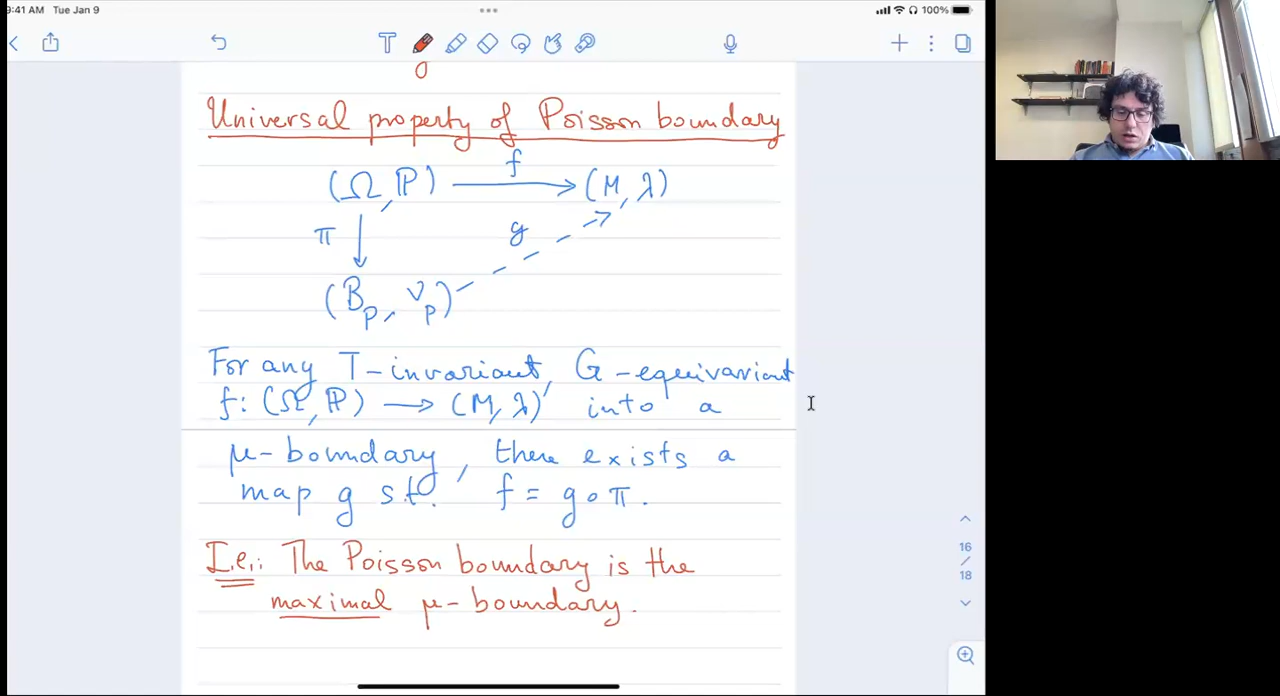 9:41 AM Tue Jan 9
100%
Universal property of Poisson boundary
(Ω, ℙ) f (M, λ)
π g
(B_P, ν_P)
For any T-invariant, G-equivariant
f: (Ω, ℙ) → (M, λ) into a
μ-boundary, there exists a
map g s.t. f = g ∘ π.
I.e.: The Poisson boundary is the
maximal μ-boundary.
16
/
18